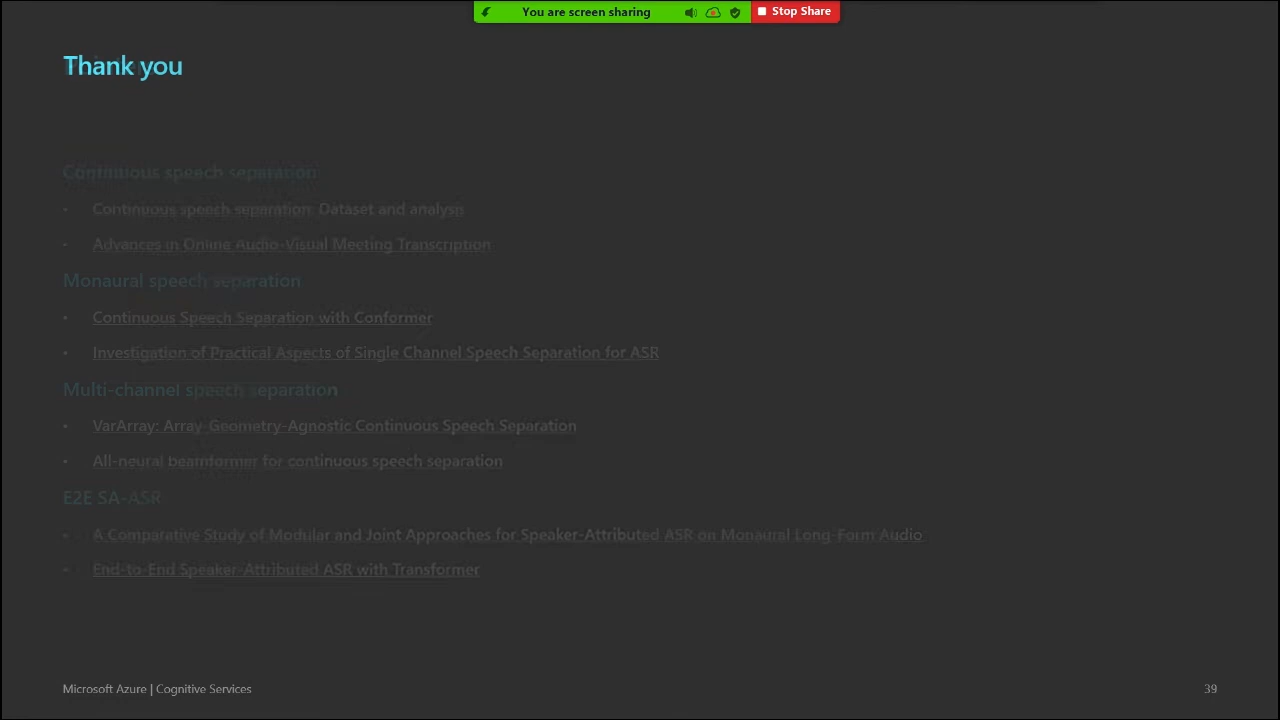 You are screen sharing
Stop Share
Thank you
Continuous speech separation
• Continuous speech separation: Dataset and analysis
• Advances in Online Audio-Visual Meeting Transcription
Monaural speech separation
• Continuous Speech Separation with Conformer
• Investigation of Practical Aspects of Single Channel Speech Separation for ASR
Multi-channel speech separation
• VarArray: Array-Geometry-Agnostic Continuous Speech Separation
• All-neural beamformer for continuous speech separation
E2E SA-ASR
• A Comparative Study of Modular and Joint Approaches for Speaker-Attributed ASR on Monaural Long-Form Audio
• End-to-End Speaker-Attributed ASR with Transformer
Microsoft Azure | Cognitive Services
39